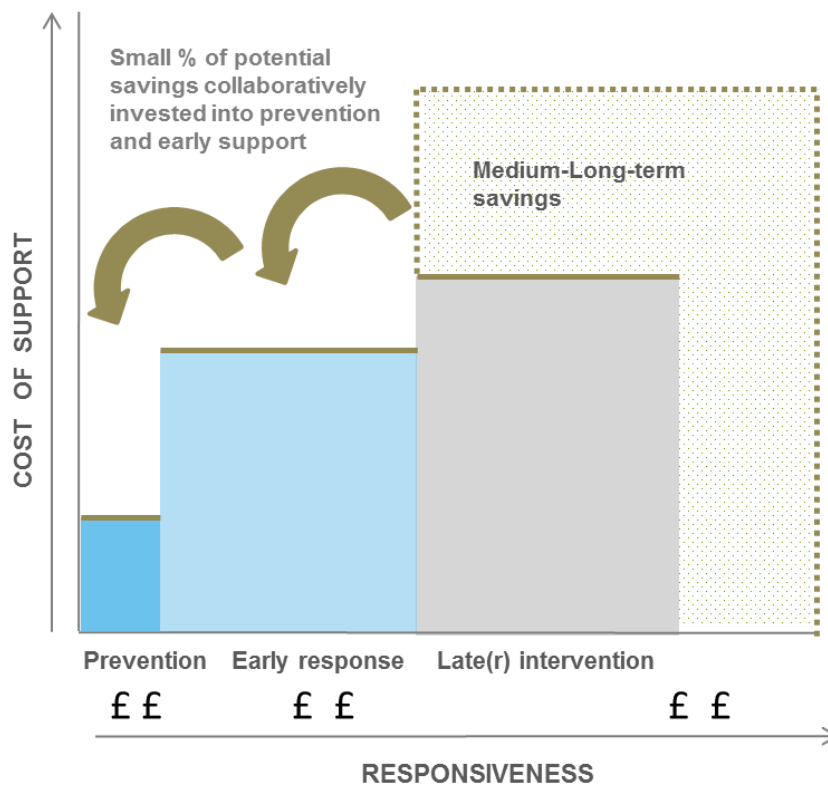 Small % of potential
savings collaboratively
invested into prevention
and early support
Medium-Long-term
savings
COST OF SUPPORT
Prevention Early response Late(r) intervention
£ £ £ £ £ £
RESPONSIVENESS